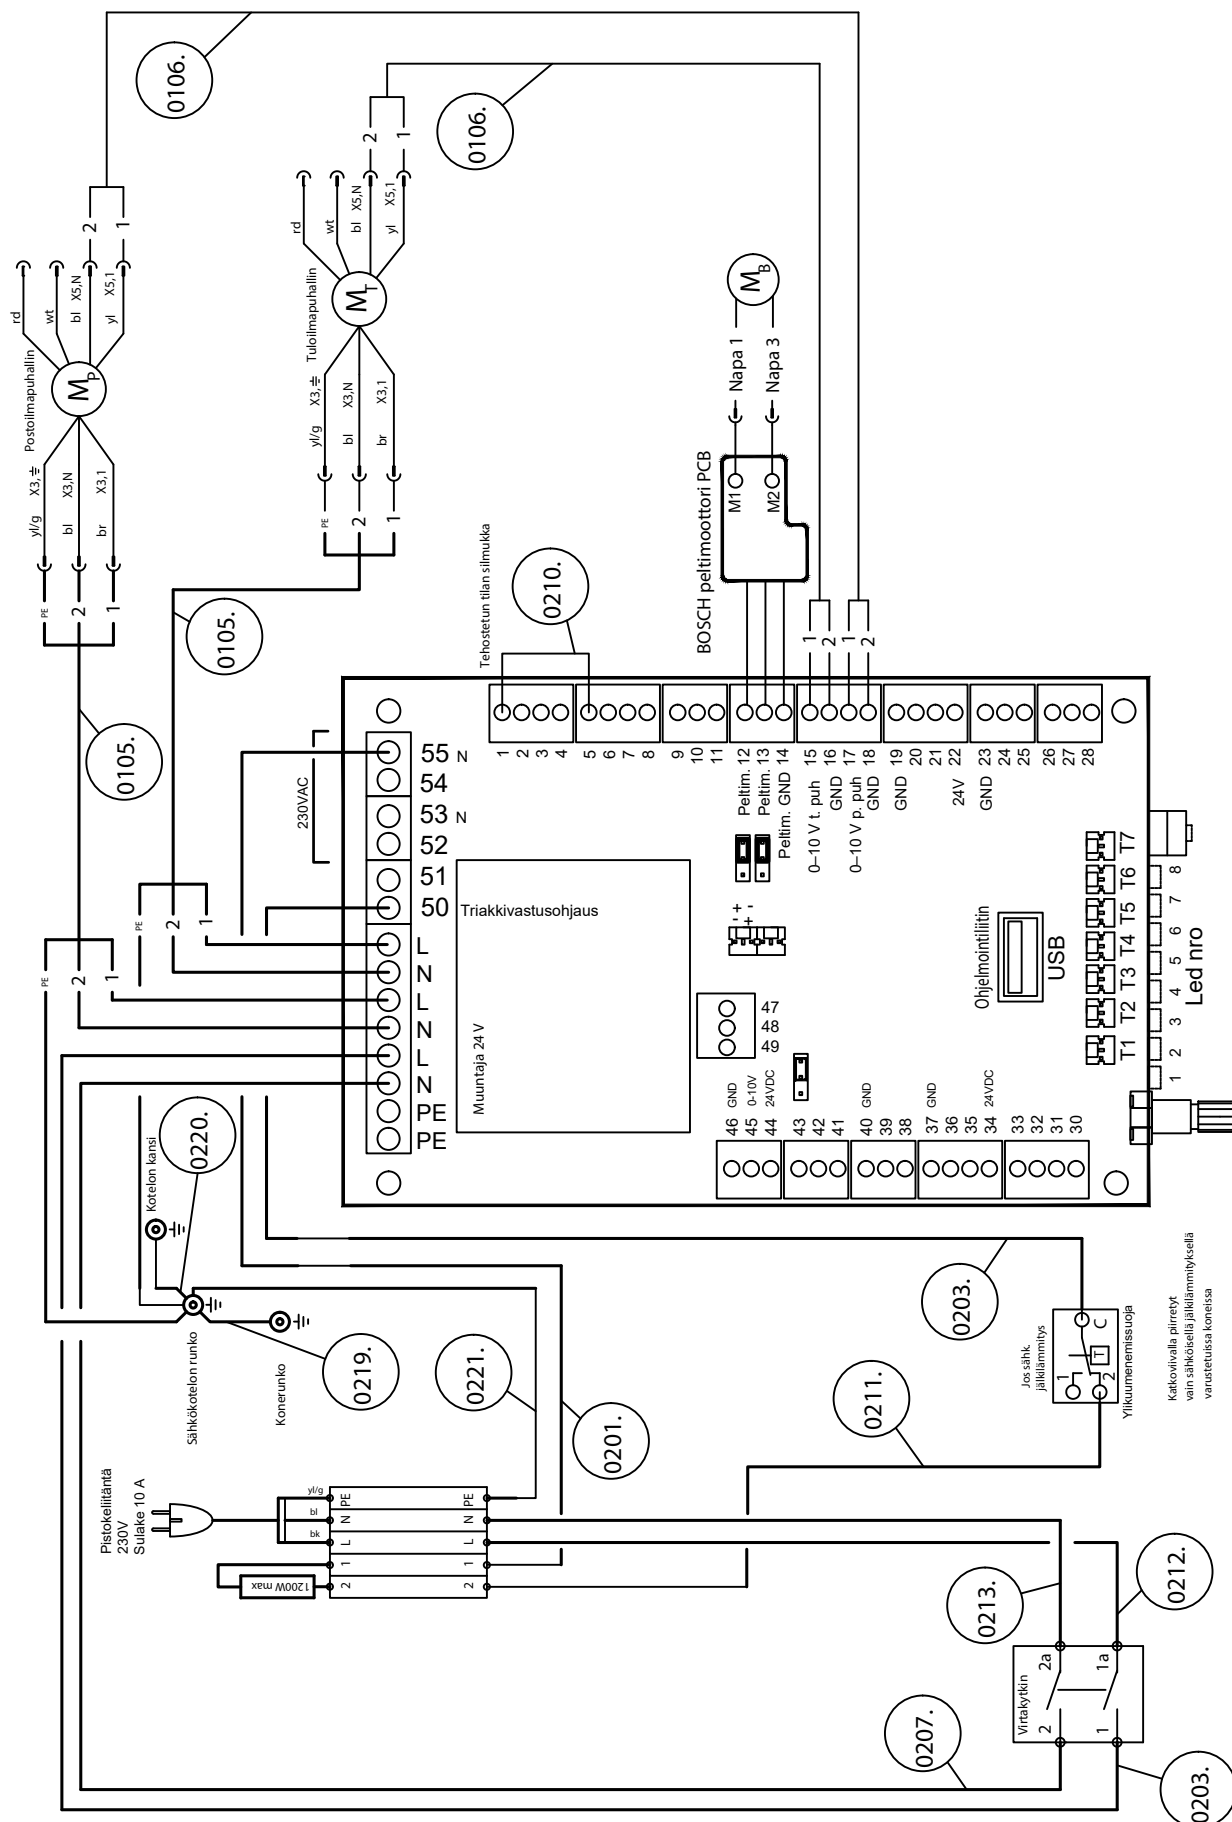 0106.
0106.
rd
wt
bl X5,N
yl X5,1
2
1
Postoilmapuhallin
MP
yl/g X3,
bl X3,N
br X3,1
PE
2
1
rd
wt
bl X5,N
yl X5,1
2
1
Tuloilmapuhallin
MT
yl/g X3,
bl X3,N
br X3,1
PE
2
1
0105.
0105.
MB
Napa 1
Napa 3
BOSCH peltimoottori PCB
M1
M2
Tehostetun tilan silmukka
0210.
1
2
1
2
230VAC
PE
2
1
PE
2
1
55 N
54
53 N
52
51
50 Triakkivastusohjaus
L
N
L
N
L
N
PE
PE
Muuntaja 24 V
1
2
3
4
5
6
7
8
9
10
11
Peltim. 12
Peltim. 13
Peltim. GND 14
0–10 V t. puh 15
GND 16
0–10 V p. puh 17
GND 18
GND 19
20
21
24V 22
GND 23
24
25
26
27
28
- +
+ -
47
48
49
Ohjelmointiliitin
USB
T1 T2 T3 T4 T5 T6 T7
1 2 3 4 5 6 7 8
Led nro
46 GND
45 0-10V
44 24VDC
43
42
41
40 GND
39
38
37 GND
36
35
34 24VDC
33
32
31
30
Kotelon kansi
0220.
Sähkökotelon runko
Konerunko
0219.
0221.
0201.
0203.
0211.
Jos sähk.
jälkilämmitys
1
2
T
C
Ylikuumenemissuoja
Katkoviivalla piirretyt
vain sähköisellä jälkilämmityksellä
varustetuissa koneissa
Pistokeliitäntä
230V
Sulake 10 A
yl/g
bl
bk
PE PE
N N
L L
1 1
2 2
1200W max
0213.
0212.
Virtakytkin
2 2a
1 1a
0207.
0203.